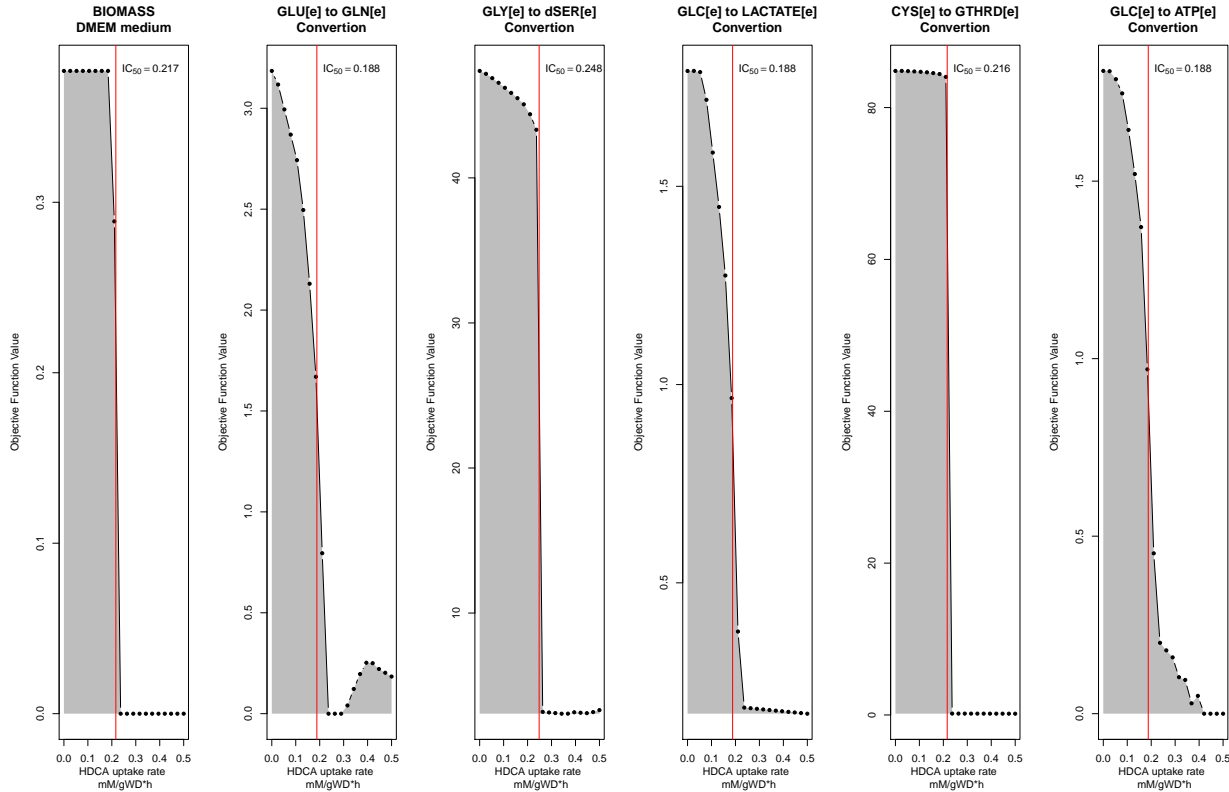 BIOMASS
DMEM medium
IC50 = 0.217
Objective Function Value
0.0
0.1
0.2
0.3
0.0 0.1 0.2 0.3 0.4 0.5
HDCA uptake rate
mM/gWD*h
GLU[e] to GLN[e]
Convertion
IC50 = 0.188
Objective Function Value
0.0
0.5
1.0
1.5
2.0
2.5
3.0
0.0 0.1 0.2 0.3 0.4 0.5
HDCA uptake rate
mM/gWD*h
GLY[e] to dSER[e]
Convertion
IC50 = 0.248
Objective Function Value
10
20
30
40
0.0 0.1 0.2 0.3 0.4 0.5
HDCA uptake rate
mM/gWD*h
GLC[e] to LACTATE[e]
Convertion
IC50 = 0.188
Objective Function Value
0.5
1.0
1.5
0.0 0.1 0.2 0.3 0.4 0.5
HDCA uptake rate
mM/gWD*h
CYS[e] to GTHRD[e]
Convertion
IC50 = 0.216
Objective Function Value
0
20
40
60
80
0.0 0.1 0.2 0.3 0.4 0.5
HDCA uptake rate
mM/gWD*h
GLC[e] to ATP[e]
Convertion
IC50 = 0.188
Objective Function Value
0.0
0.5
1.0
1.5
0.0 0.1 0.2 0.3 0.4 0.5
HDCA uptake rate
mM/gWD*h